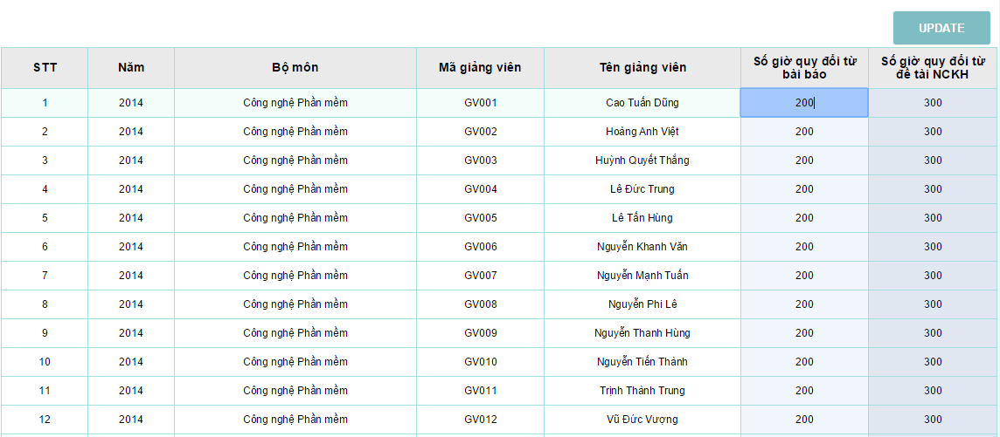 UPDATE
STT Năm Bộ môn Mã giảng viên Tên giảng viên Số giờ quy đổi từ bài báo Số giờ quy đổi từ đề tài NCKH
1 2014 Công nghệ Phần mềm GV001 Cao Tuấn Dũng 200 300
2 2014 Công nghệ Phần mềm GV002 Hoàng Anh Việt 200 300
3 2014 Công nghệ Phần mềm GV003 Huỳnh Quyết Thắng 200 300
4 2014 Công nghệ Phần mềm GV004 Lê Đức Trung 200 300
5 2014 Công nghệ Phần mềm GV005 Lê Tấn Hùng 200 300
6 2014 Công nghệ Phần mềm GV006 Nguyễn Khanh Văn 200 300
7 2014 Công nghệ Phần mềm GV007 Nguyễn Mạnh Tuấn 200 300
8 2014 Công nghệ Phần mềm GV008 Nguyễn Phi Lê 200 300
9 2014 Công nghệ Phần mềm GV009 Nguyễn Thanh Hùng 200 300
10 2014 Công nghệ Phần mềm GV010 Nguyễn Tiến Thành 200 300
11 2014 Công nghệ Phần mềm GV011 Trịnh Thành Trung 200 300
12 2014 Công nghệ Phần mềm GV012 Vũ Đức Vượng 200 300